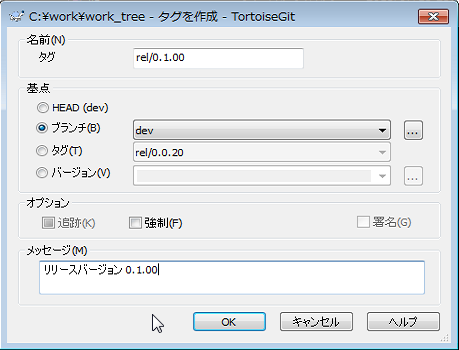 C:¥work¥work_tree - タグを作成 - TortoiseGit
名前(N)
タグ rel/0.1.00
基点
HEAD (dev)
ブランチ(B) dev ...
タグ(T) rel/0.0.20
バージョン(V) ...
オプション
追跡(K) 強制(F) 署名(G)
メッセージ(M)
リリースバージョン 0.1.00
OK キャンセル ヘルプ